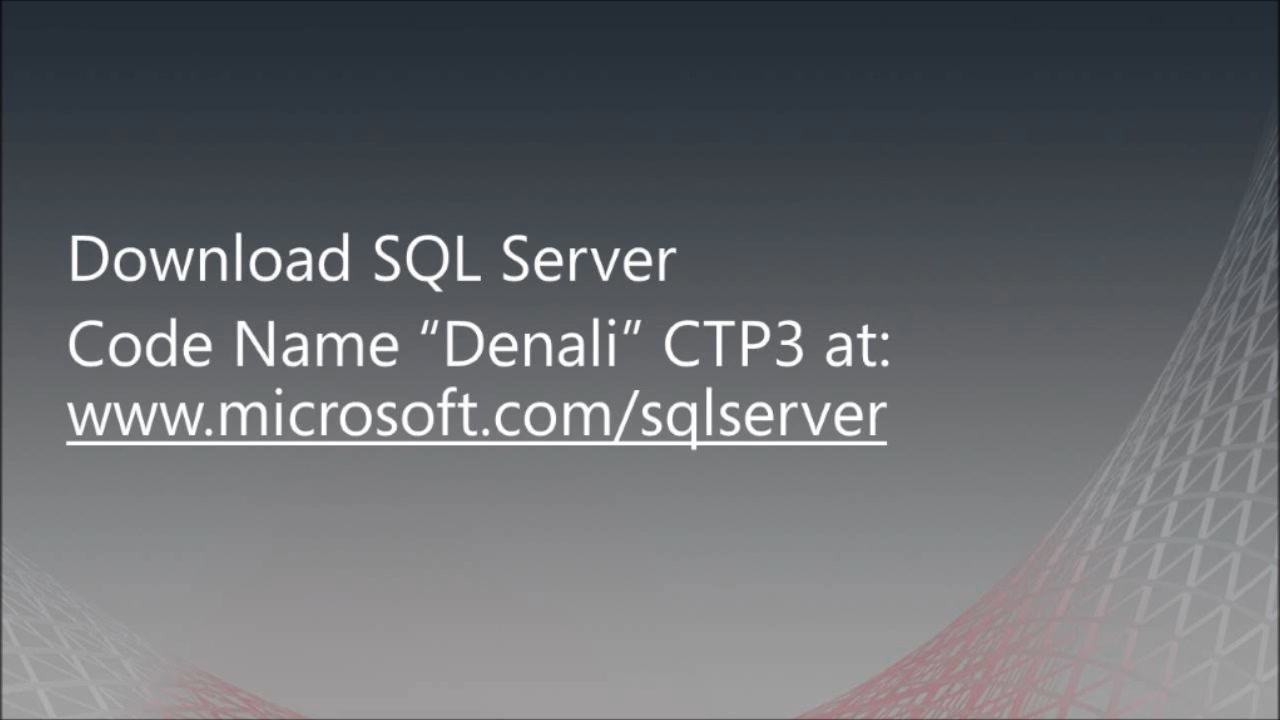 Download SQL Server
Code Name “Denali” CTP3 at:
www.microsoft.com/sqlserver